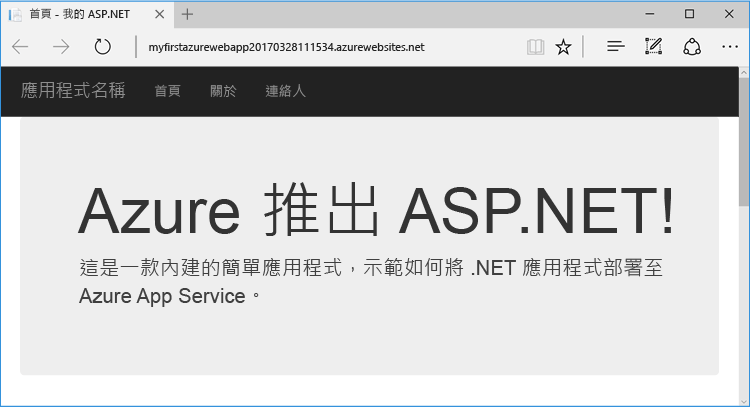 首頁 - 我的 ASP.NET
myfirstazurewebapp20170328111534.azurewebsites.net
應用程式名稱 首頁 關於 連絡人
Azure 推出 ASP.NET!
這是一款內建的簡單應用程式，示範如何將 .NET 應用程式部署至
Azure App Service。